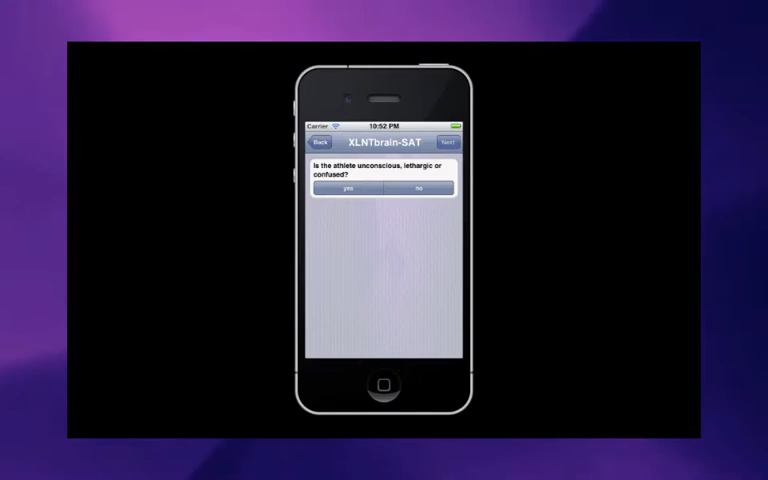 Carrier 10:52 PM
Back XLNTbrain-SAT Next
Is the athlete unconscious, lethargic or
confused?
yes no